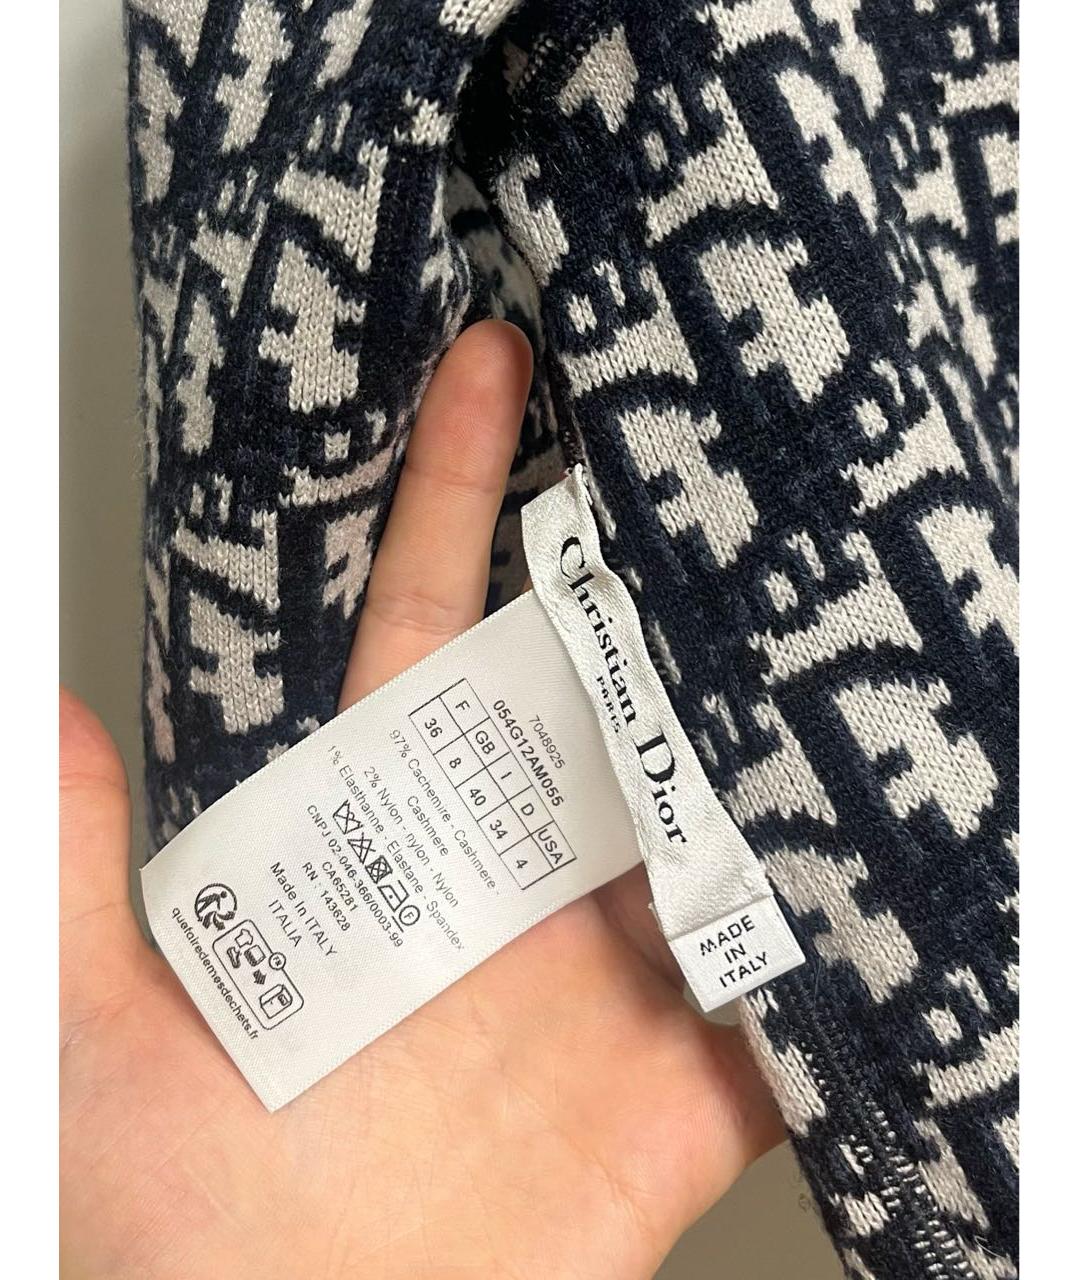 Christian Dior
PARIS
MADE
IN
ITALY
7048925
054G12AM055
F GB I D USA
36 8 40 34 4
97% Cachemire - Cashmere -
Cashmere
2% Nylon - nylon - Nylon
1% Elasthanne - Elastane - Spandex
F
CNPJ 02-046-366/0003-99
CA65281
RN : 143628
Made In ITALY
ITALIA
quefairedemesdechets.fr